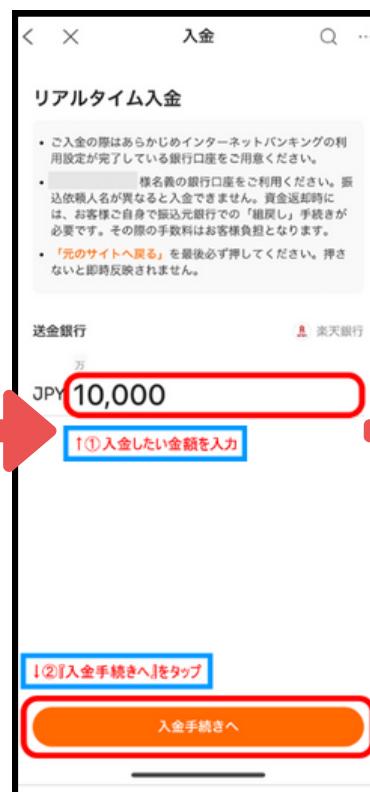 入金
リアルタイム入金
・ご入金の際はあらかじめインターネットバンキングの利
用設定が完了している銀行口座をご用意ください。
・ 様名義の銀行口座をご利用ください。振
込依頼人名が異なると入金できません。資金返却時に
は、お客様ご自身で振込元銀行での「組戻し」手続きが
必要です。その際の手数料はお客様負担となります。
・「元のサイトへ戻る」を最後必ず押してください。押さ
ないと即時反映されません。
送金銀行 楽天銀行
万
JPY 10,000
↑①入金したい金額を入力
↓②『入金手続きへ』をタップ
入金手続きへ